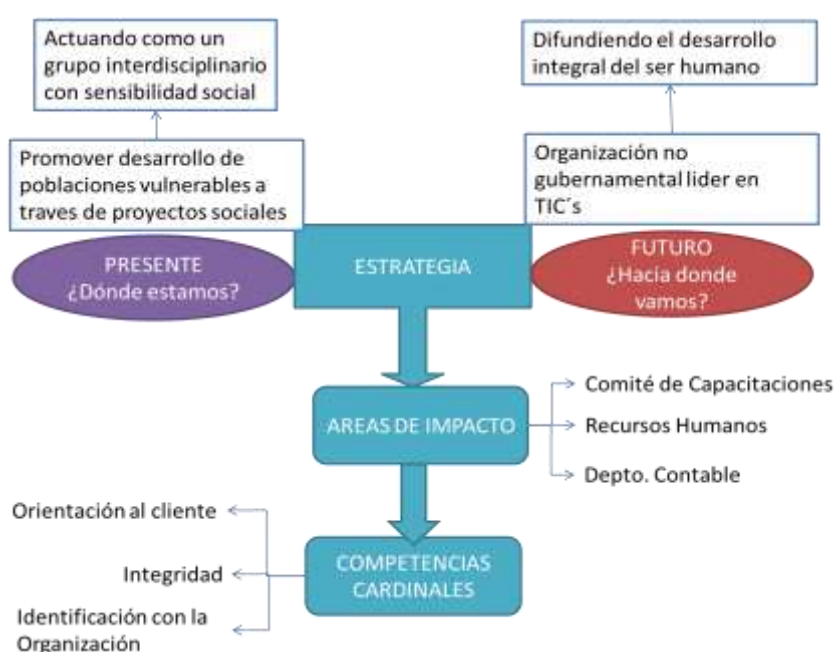 Actuando como un
grupo interdisciplinario
con sensibilidad social
Difundiendo el desarrollo
integral del ser humano
Promover desarrollo de
poblaciones vulnerables a
traves de proyectos sociales
Organización no
gubernamental lider en
TIC´s
PRESENTE
¿Dónde estamos?
ESTRATEGIA
FUTURO
¿Hacia donde
vamos?
AREAS DE IMPACTO
Comité de Capacitaciones
Recursos Humanos
Depto. Contable
COMPETENCIAS
CARDINALES
Orientación al cliente
Integridad
Identificación con la
Organización